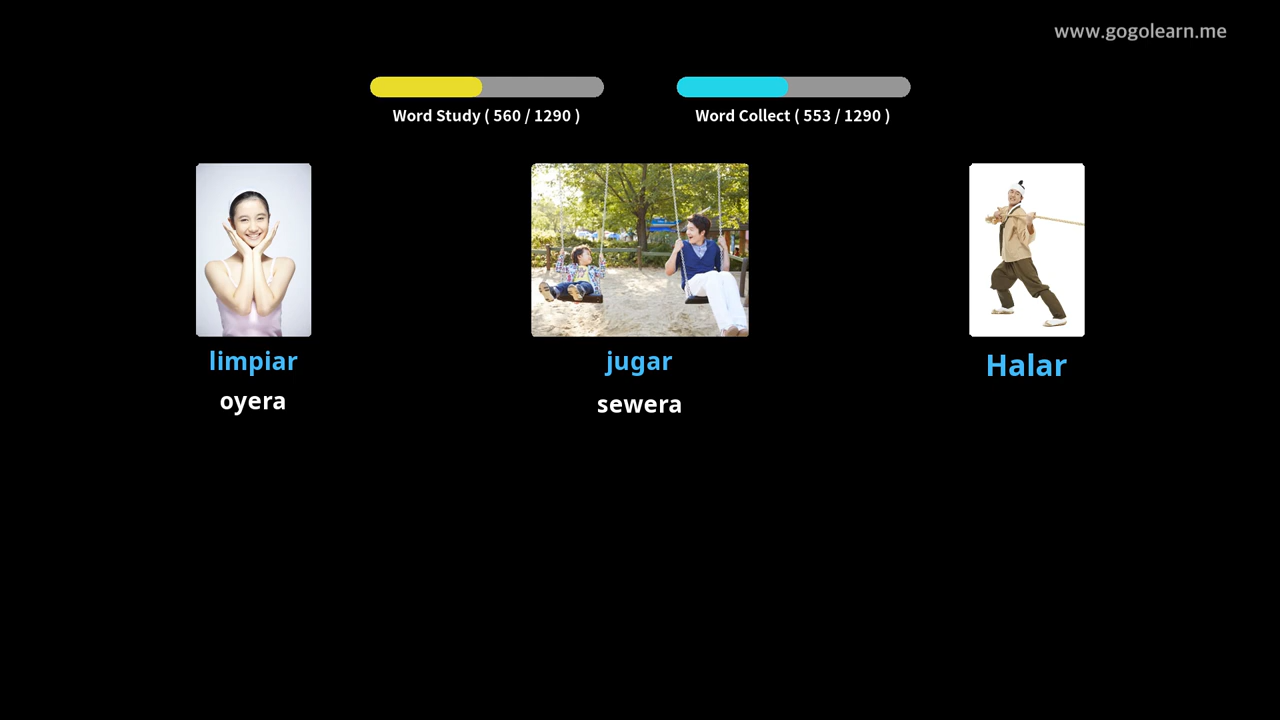 www.gogolearn.me
Word Study ( 560 / 1290 )
Word Collect ( 553 / 1290 )
limpiar
jugar
Halar
oyera
sewera